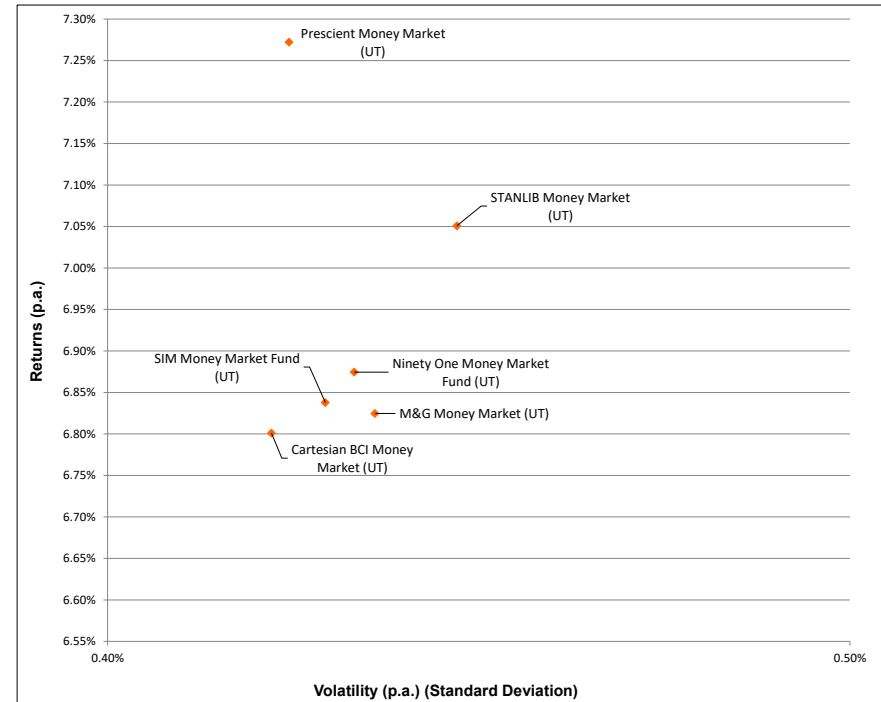 7.30%
Prescient Money Market
(UT)
7.25%
7.20%
7.15%
7.10%
STANLIB Money Market
(UT)
7.05%
7.00%
6.95%
6.90%
SIM Money Market Fund
(UT)
Ninety One Money Market
Fund (UT)
6.85%
M&G Money Market (UT)
6.80%
Cartesian BCI Money
Market (UT)
6.75%
6.70%
6.65%
6.60%
6.55%
Returns (p.a.)
0.40%
0.50%
Volatility (p.a.) (Standard Deviation)